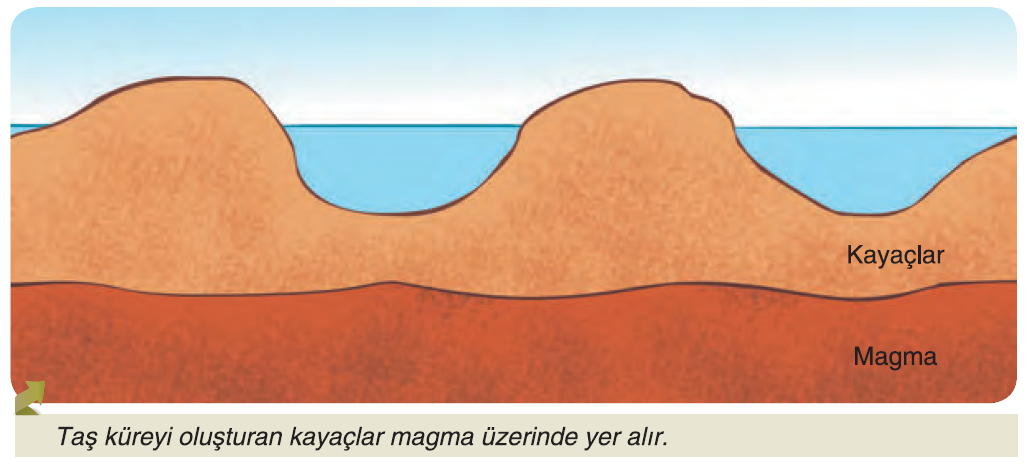 Kayaçlar
Magma
Taş küreyi oluşturan kayaçlar magma üzerinde yer alır.